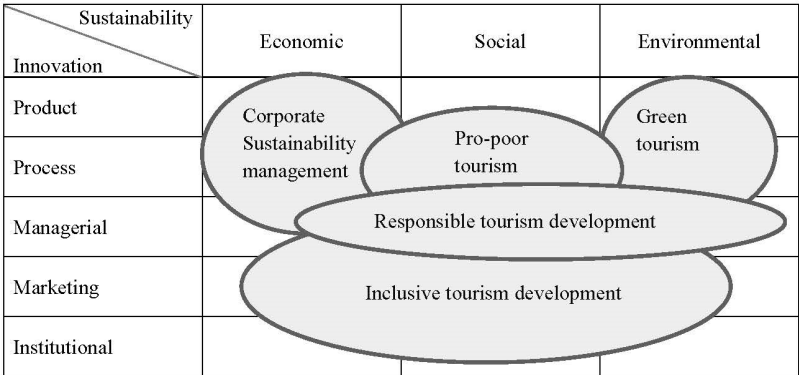 Sustainability
Innovation
Economic
Social
Environmental
Product
Process
Managerial
Marketing
Institutional
Corporate
Sustainability
management
Pro-poor
tourism
Green
tourism
Responsible tourism development
Inclusive tourism development